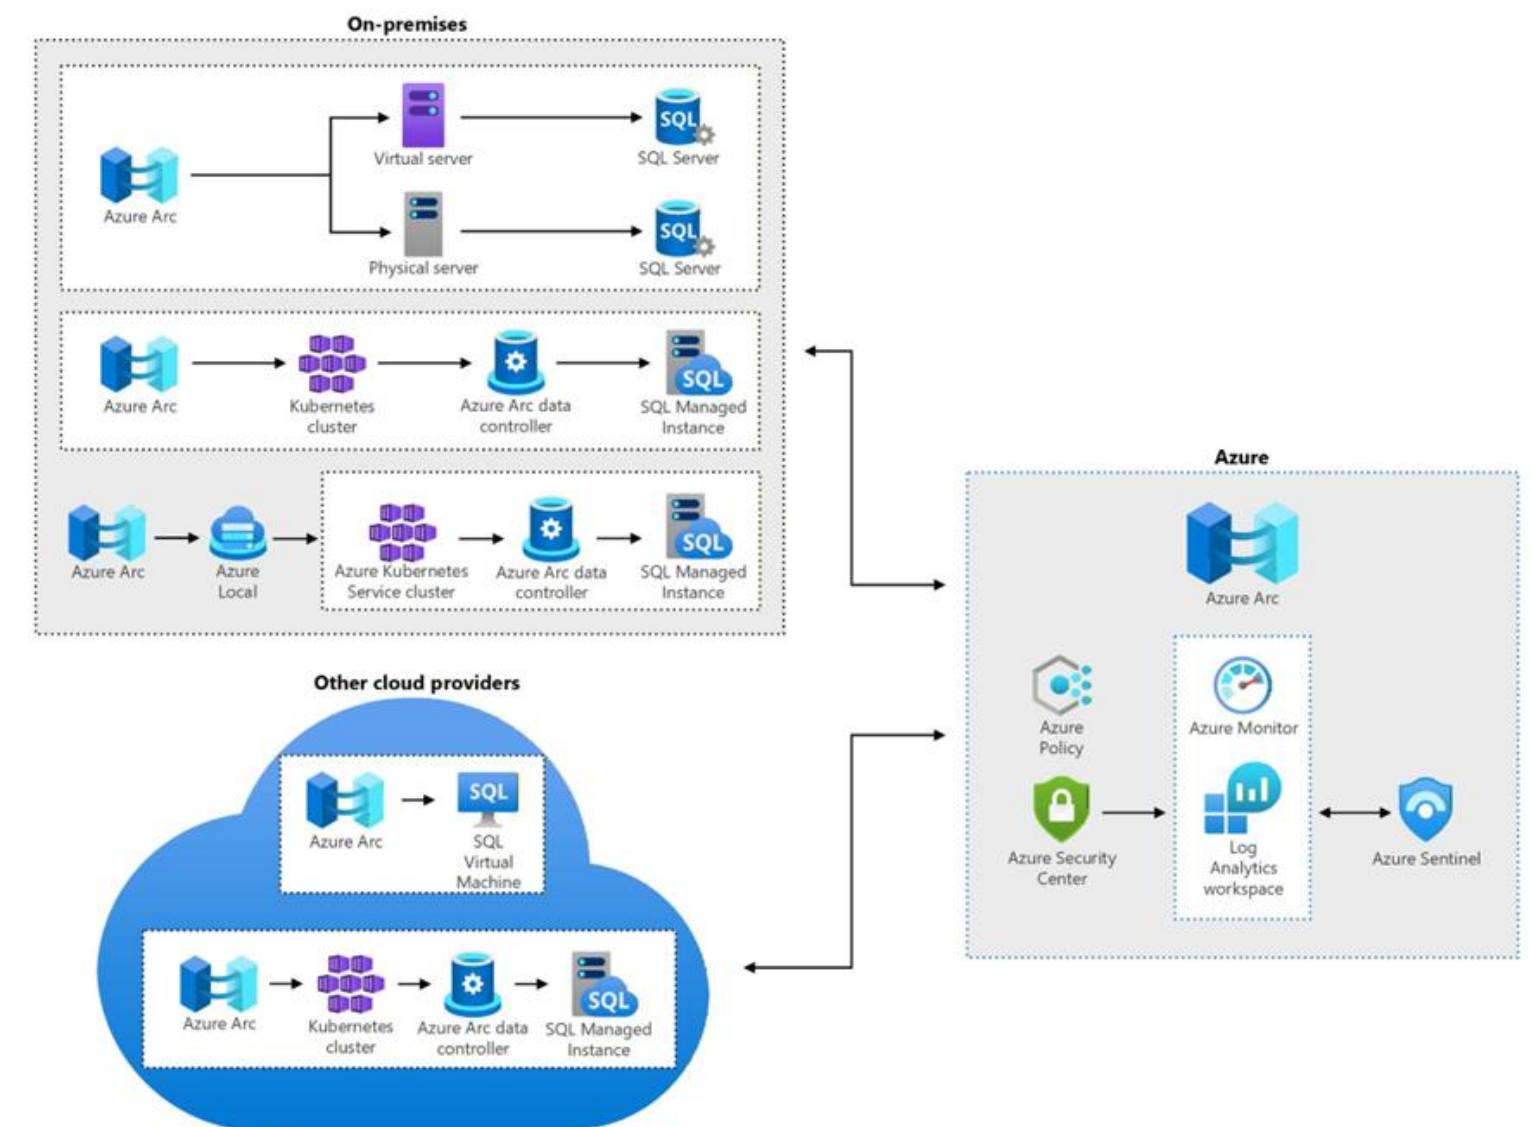 On-premises
Azure Arc
Virtual server
SQL
SQL Server
Physical server
SQL
SQL Server
Azure Arc
Kubernetes
cluster
Azure Arc data
controller
SQL
SQL Managed
Instance
Azure Arc
Azure
Local
Azure Kubernetes
Service cluster
Azure Arc data
controller
SQL
SQL Managed
Instance
Other cloud providers
Azure Arc
SQL
SQL
Virtual
Machine
Azure Arc
Kubernetes
cluster
Azure Arc data
controller
SQL
SQL Managed
Instance
Azure
Azure Arc
Azure
Policy
Azure Monitor
Azure Security
Center
Log
Analytics
workspace
Azure Sentinel